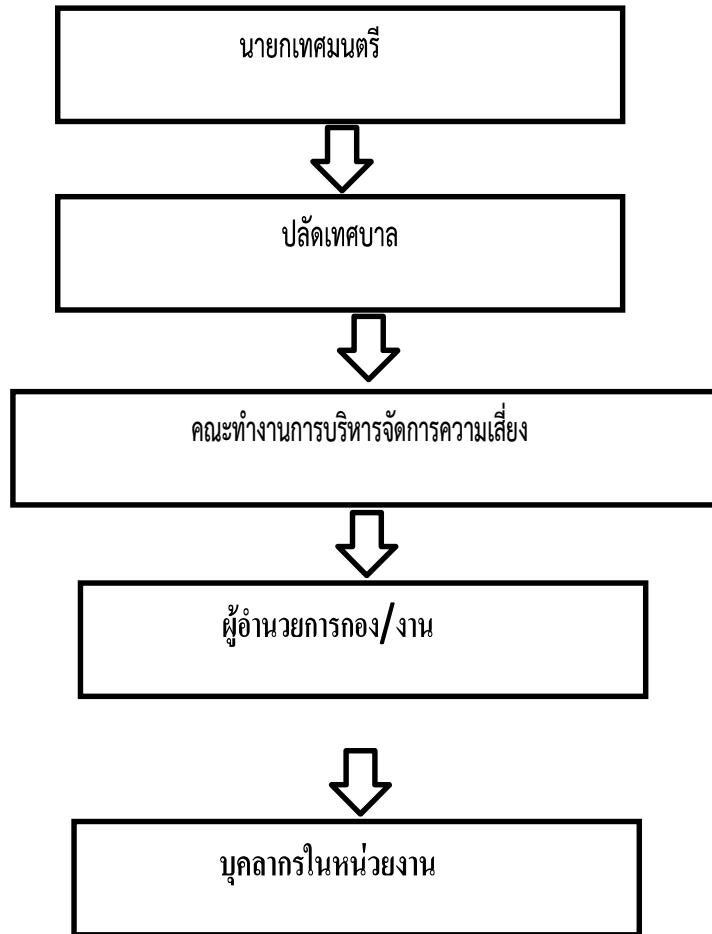 นายกเทศมนตรี
ปลัดเทศบาล
คณะทำงานการบริหารจัดการความเสี่ยง
ผู้อำนวยการกอง/งาน
บุคลากรในหน่วยงาน